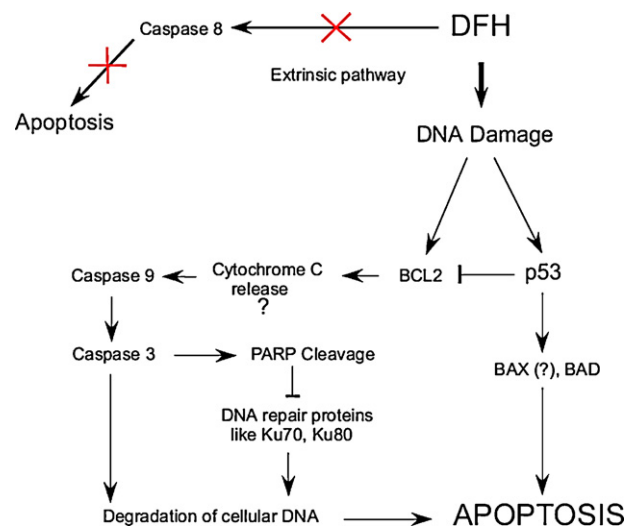 Caspase 8
DFH
Extrinsic pathway
Apoptosis
DNA Damage
Caspase 9
Cytochrome C
release
?
BCL2
p53
Caspase 3
PARP Cleavage
BAX (?), BAD
DNA repair proteins
like Ku70, Ku80
Degradation of cellular DNA
APOPTOSIS